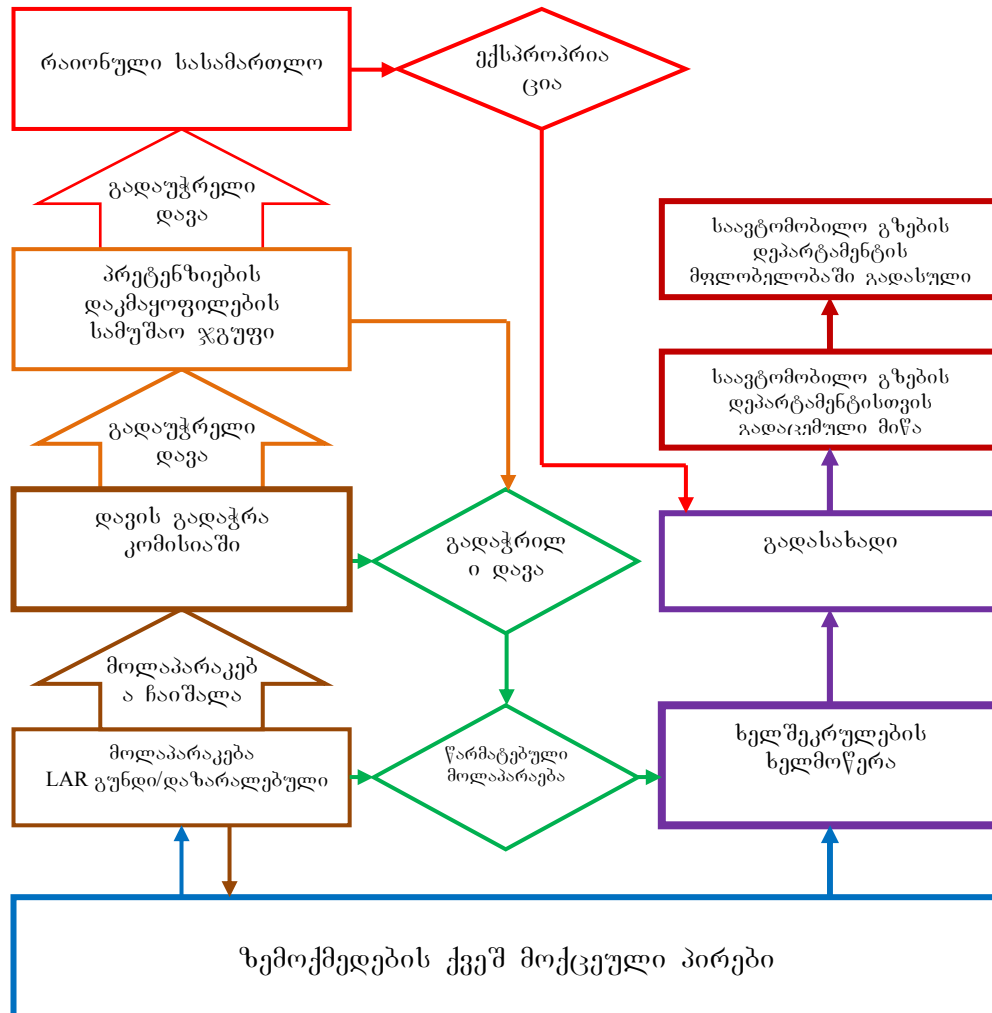 რაიონული სასამართლო
ექსპროპრია
ცია
გადაუჭრელი
დავა
საავტომობილო გზების
დეპარტამენტის
მფლობელობაში გადასული
პრეტენზიების
დაკმაყოფილების
სამუშაო ჯგუფი
საავტომობილო გზების
დეპარტამენტისთვის
გადაცემული მიწა
გადაუჭრელი
დავა
დავის გადაჭრა
კომისიაში
გადაჭრილ
ი დავა
გადასახადი
მოლაპარაკებ
ა ჩაიშალა
მოლაპარაკება
LAR გუნდი/დაზარალებული
წარმატებული
მოლაპარაება
ხელშეკრულების
ხელმოწერა
ზემოქმედების ქვეშ მოქცეული პირები